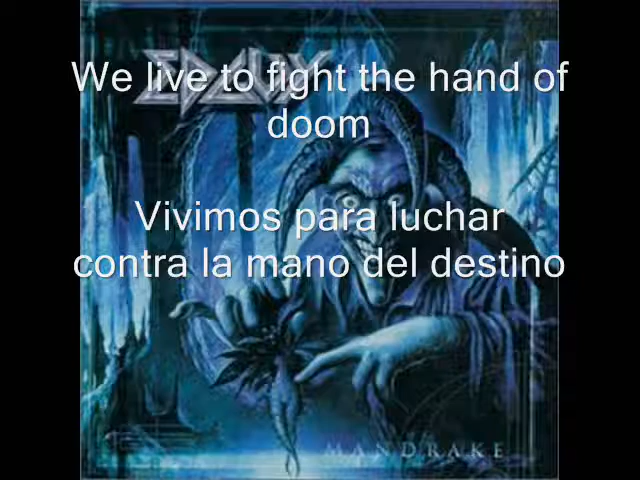 EDGUY
We live to fight the hand of
doom
Vivimos para luchar
contra la mano del destino
MANDRAKE